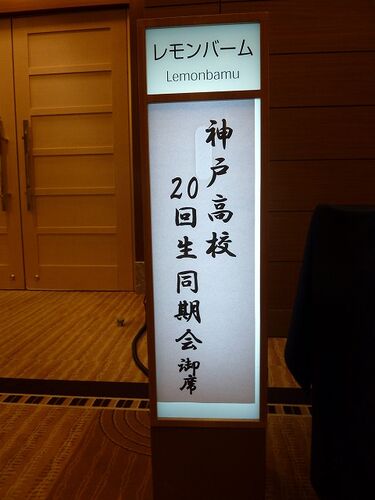 レモンバーム
Lemonbamu
神戸高校
20回生同期会御席